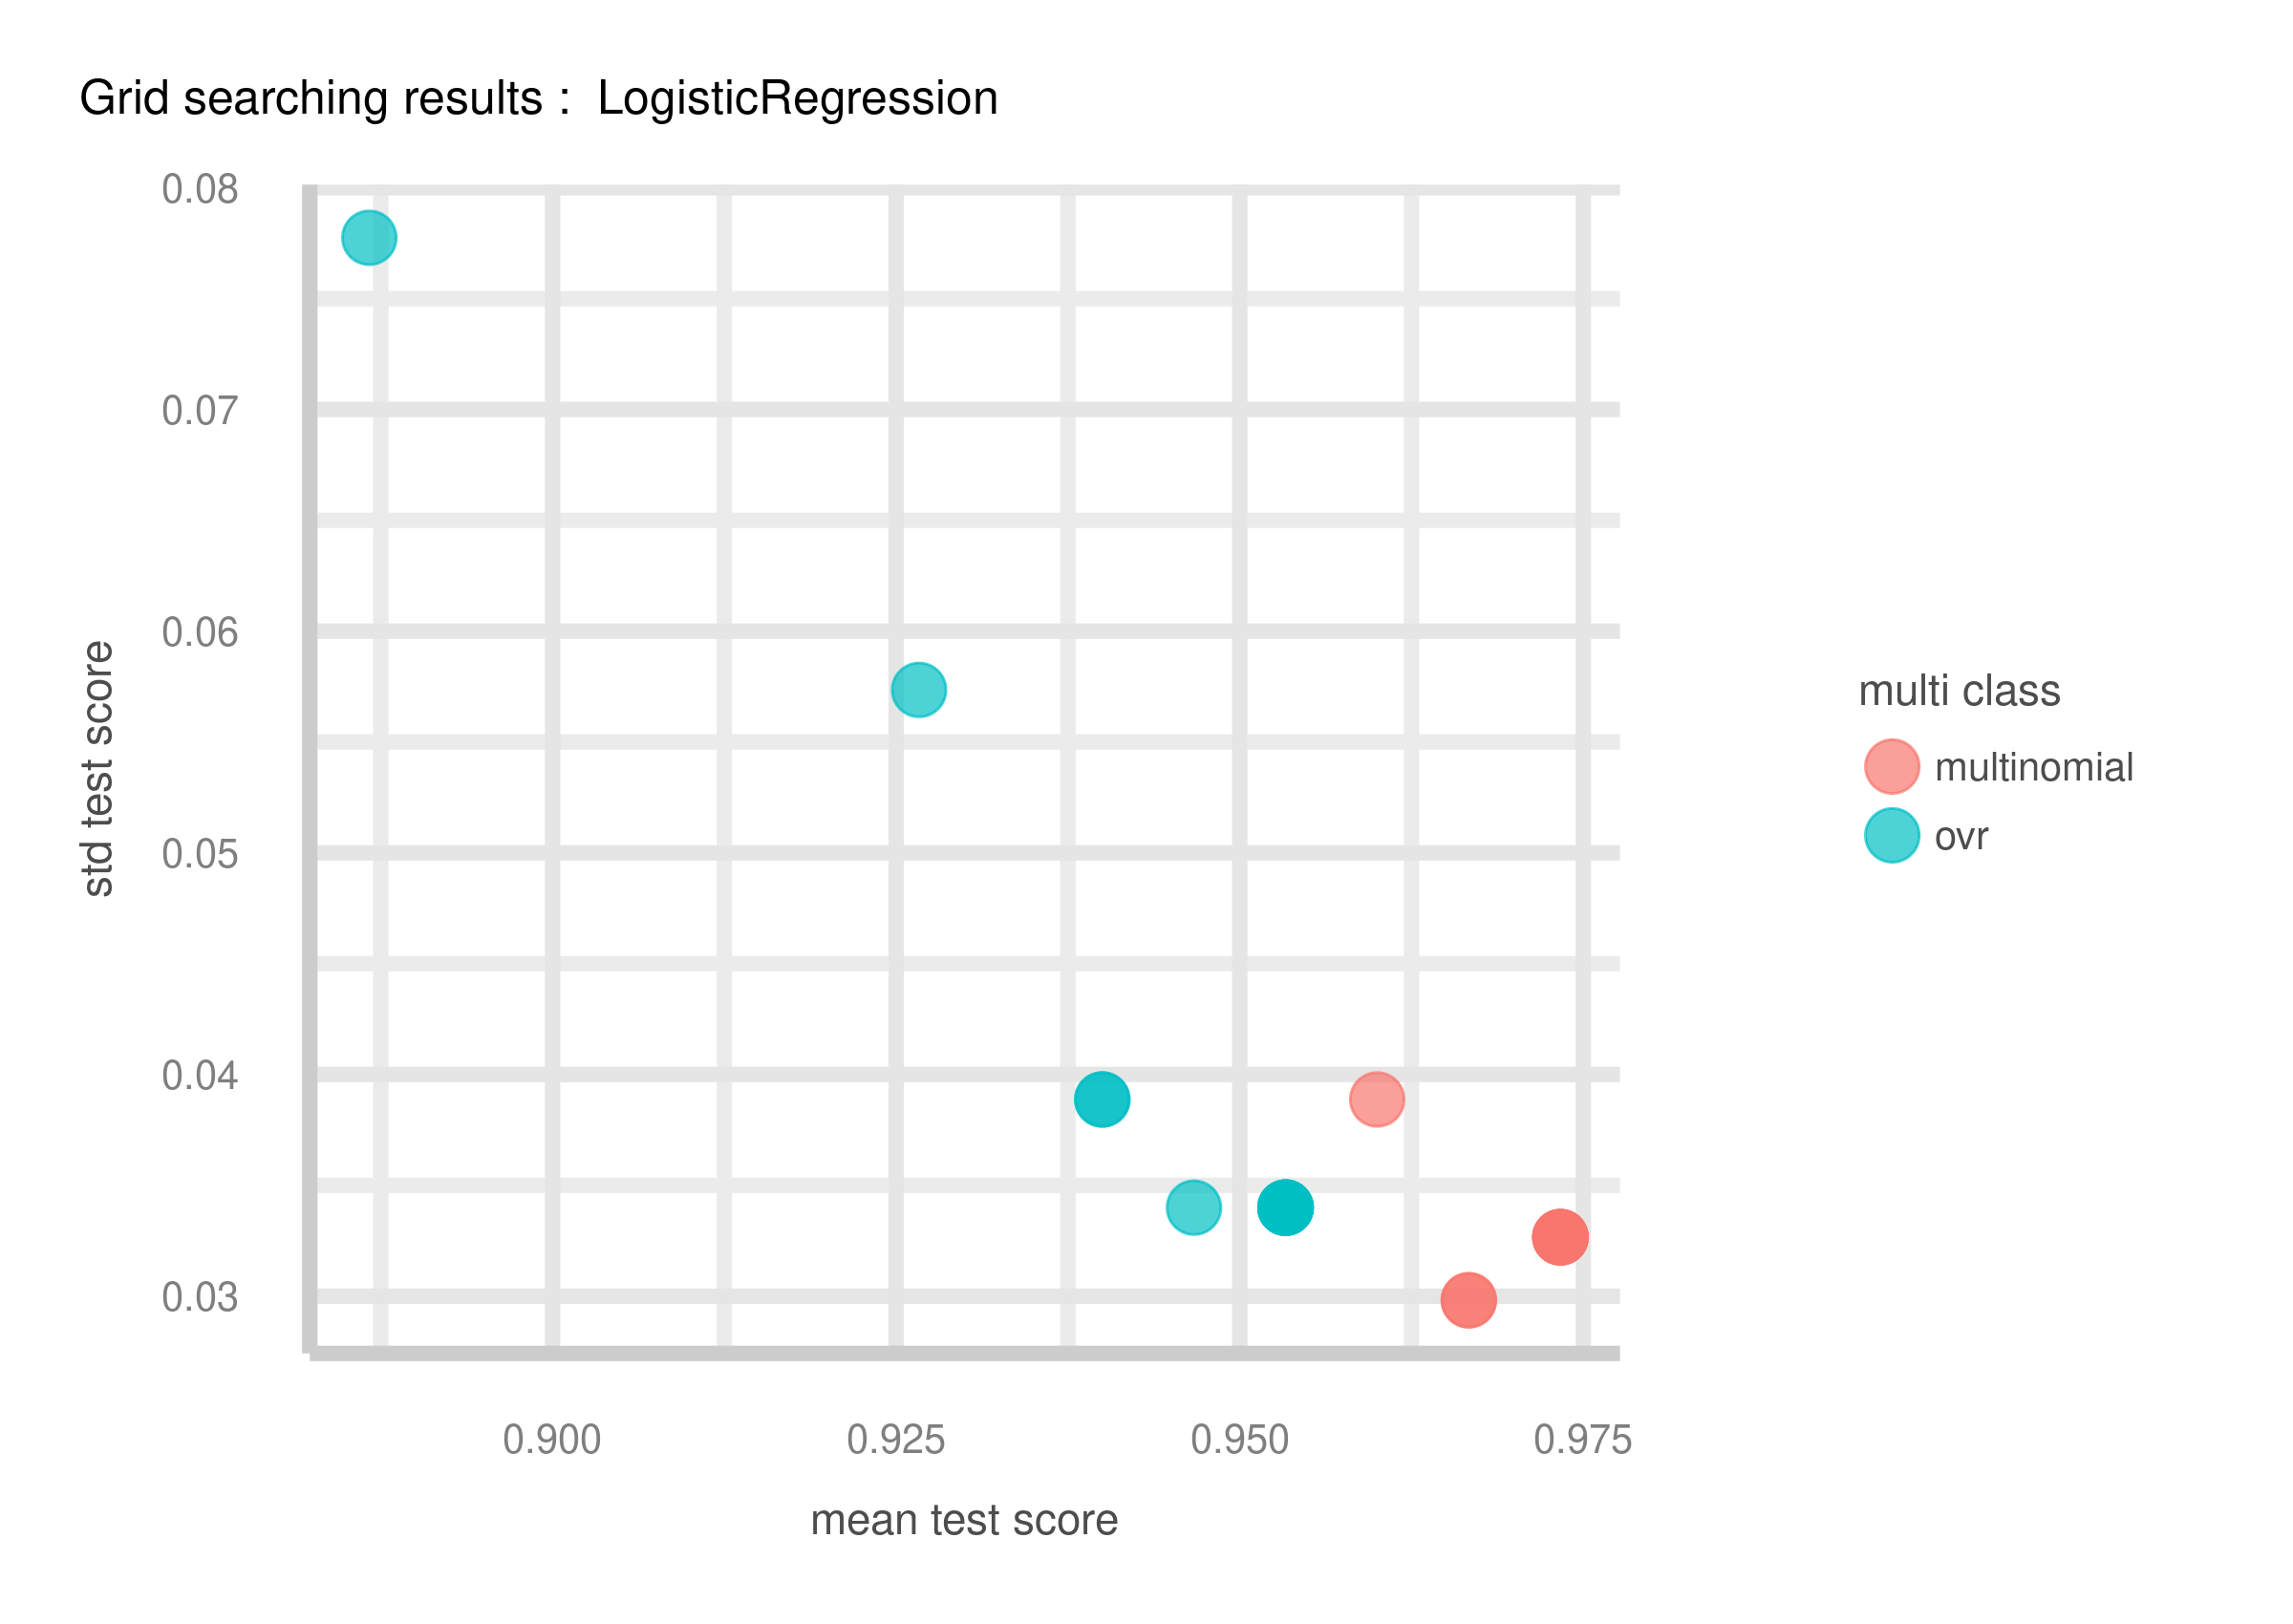 Grid searching results :  LogisticRegression
0.08
0.07
0.06
0.05
0.04
0.03
std test score
0.900 0.925 0.950 0.975
mean test score
multi class
multinomial
ovr